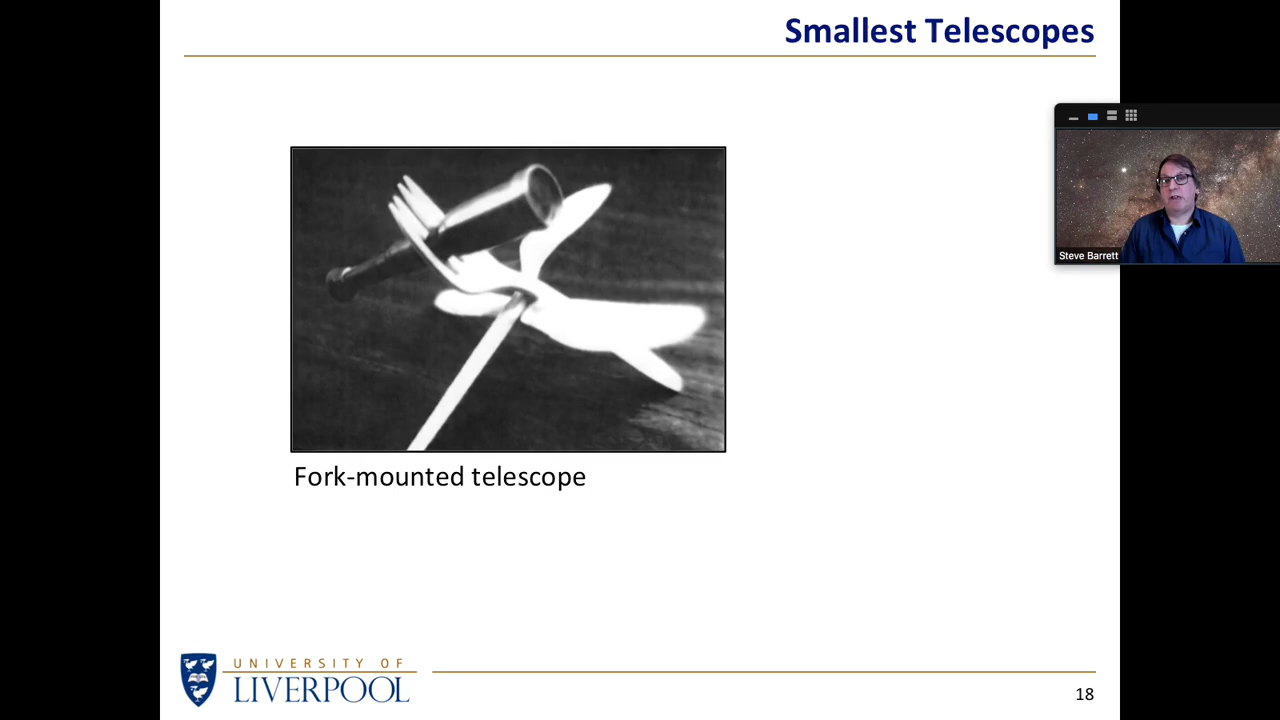 Smallest Telescopes
Steve Barrett
Fork-mounted telescope
UNIVERSITY OF
LIVERPOOL
18